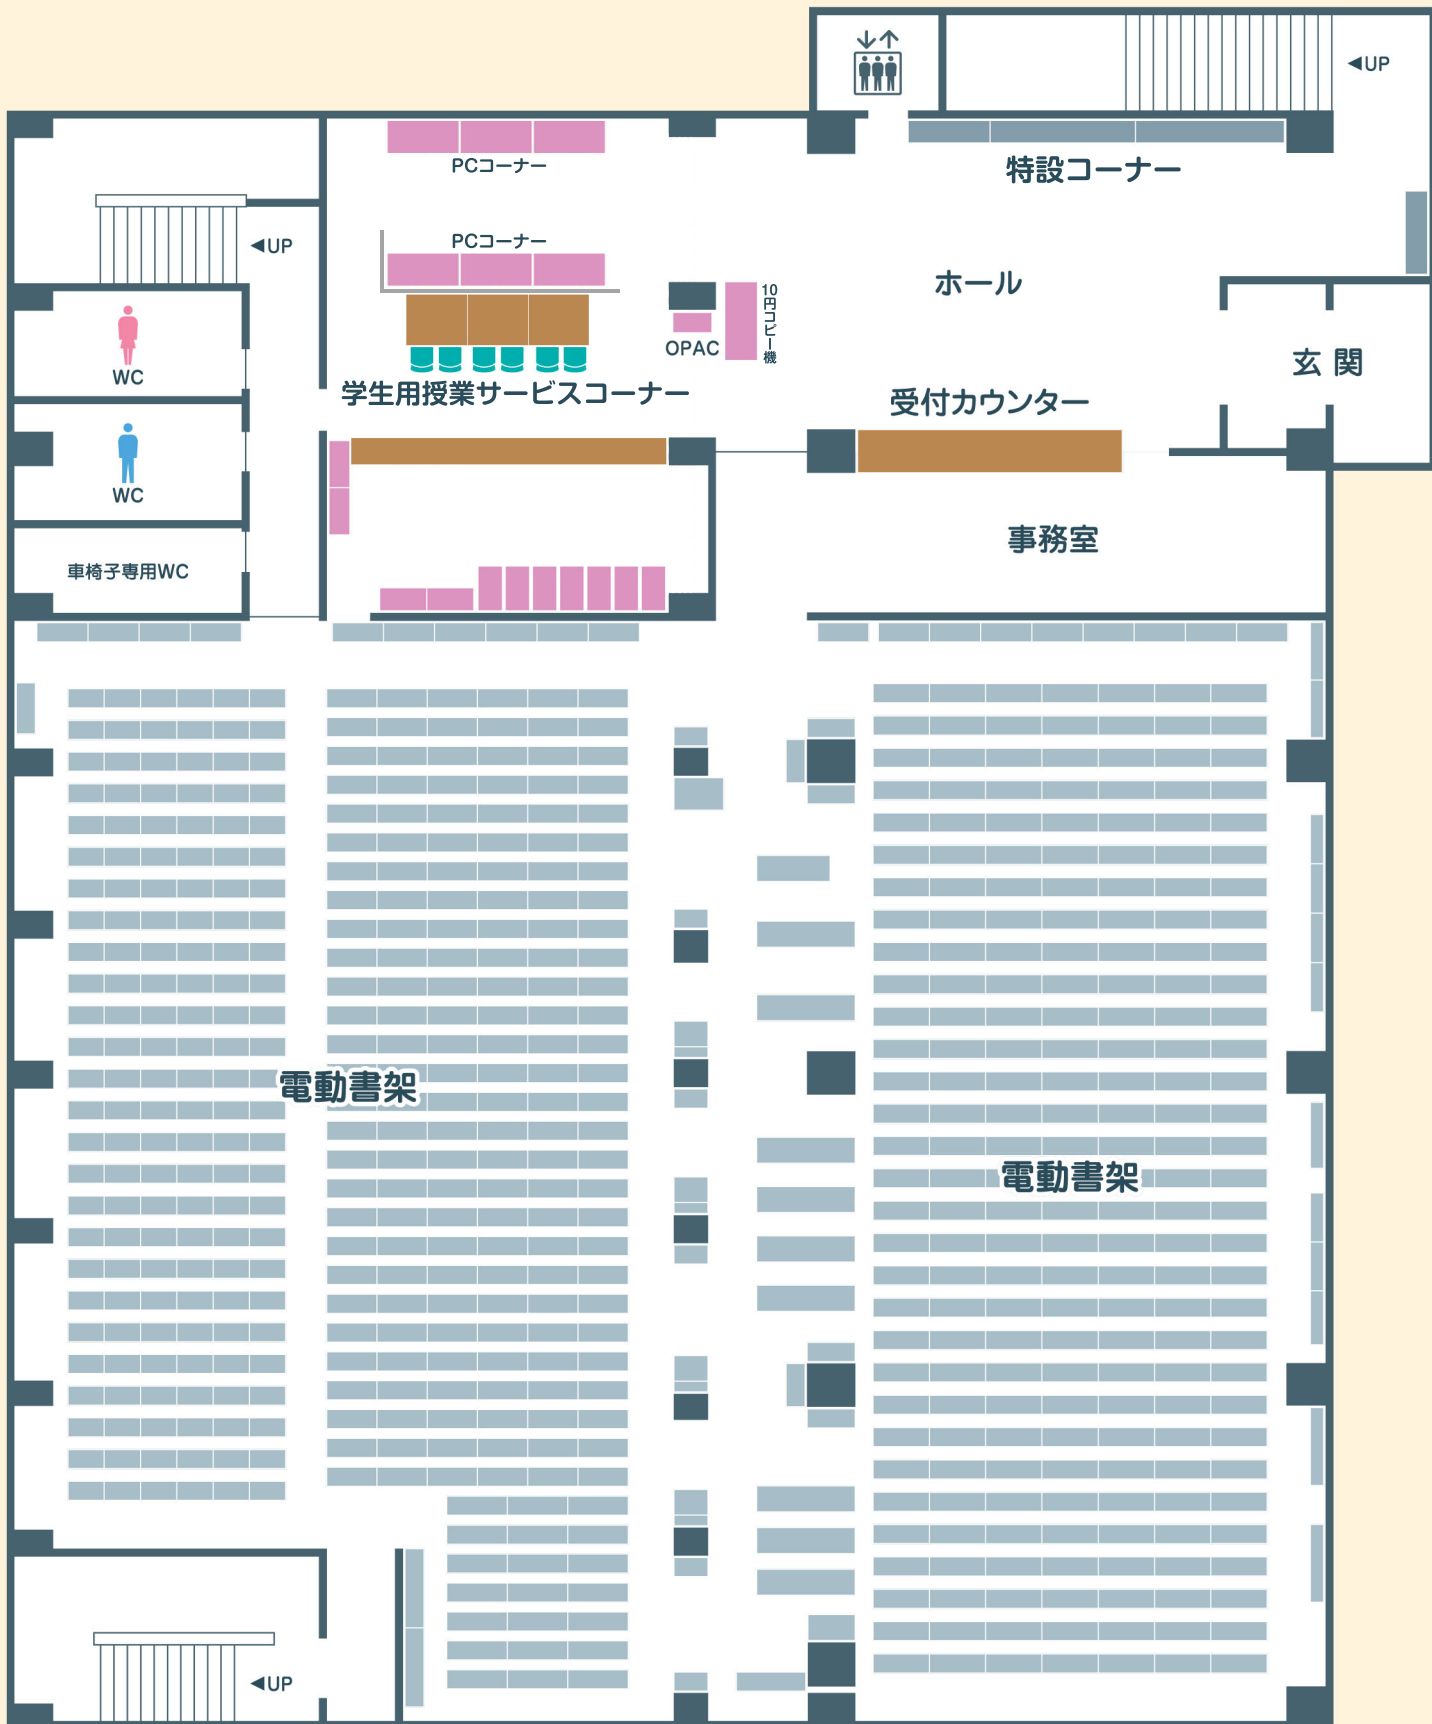 ◀UP
特設コーナー
PCコーナー
PCコーナー
◀UP
ホール
10円コピー機
OPAC
玄関
WC
学生用授業サービスコーナー
受付カウンター
WC
事務室
車椅子専用WC
電動書架
電動書架
◀UP